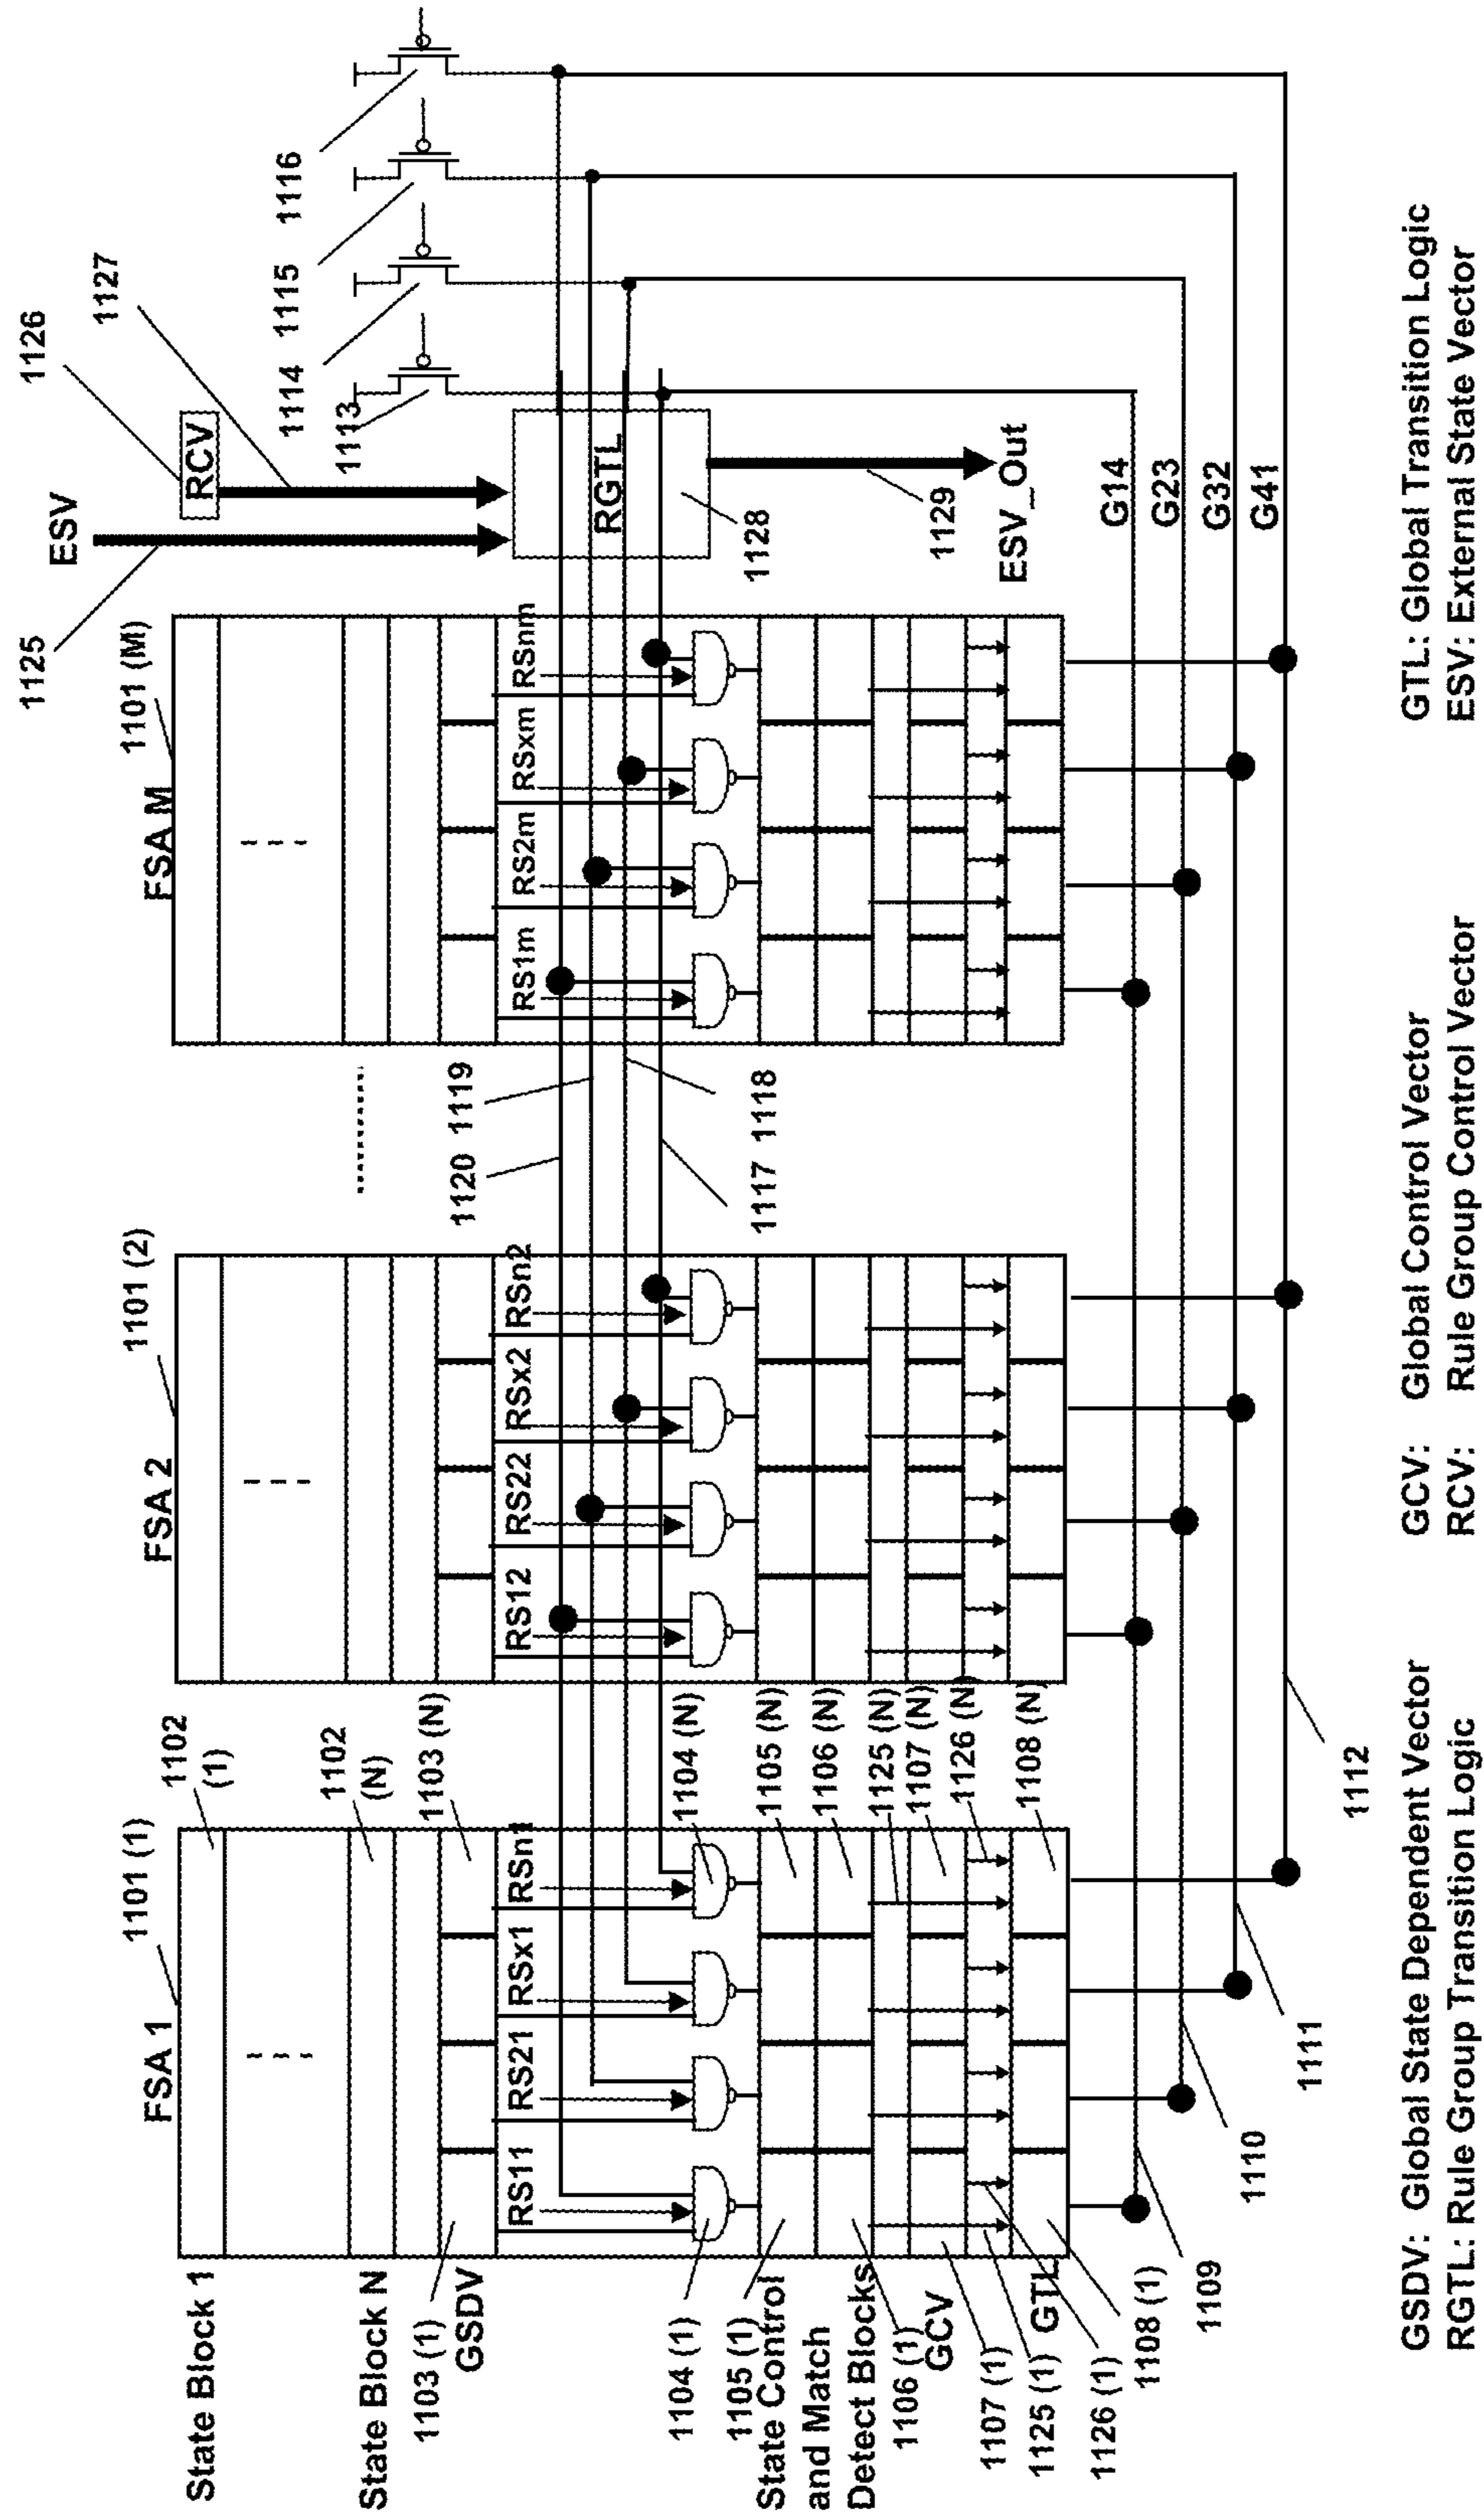 FSA 1
FSA 2
FSA M
1101 (1)
1101 (2)
1101 (M)
1125
ESV
1126
RCV
1127
1102
(1)
1102
(N)
1103 (N)
State Block 1
State Block N
1103 (1)
GSDV
RS11
RS21
RSx1
RSn1
RS12
RS22
RSx2
RSn2
RS1m
RS2m
RSxm
RSnm
1120
1119
1117
1118
RGTL
1128
1113
1114
1115
1116
1129
ESV_Out
1104 (1)
1105 (1)
State Control
and Match
Detect Blocks
1106 (1)
GCV
1107 (1)
1125 (1)
GTL
1126 (1)
1108 (1)
1109
1110
1111
1112
1104 (N)
1105 (N)
1106 (N)
1125 (N)
1107 (N)
1126 (N)
1108 (N)
G14
G23
G32
G41
GSDV: Global State Dependent Vector
GCV: Global Control Vector
GTL: Global Transition Logic
RGTL: Rule Group Transition Logic
RCV: Rule Group Control Vector
ESV: External State Vector